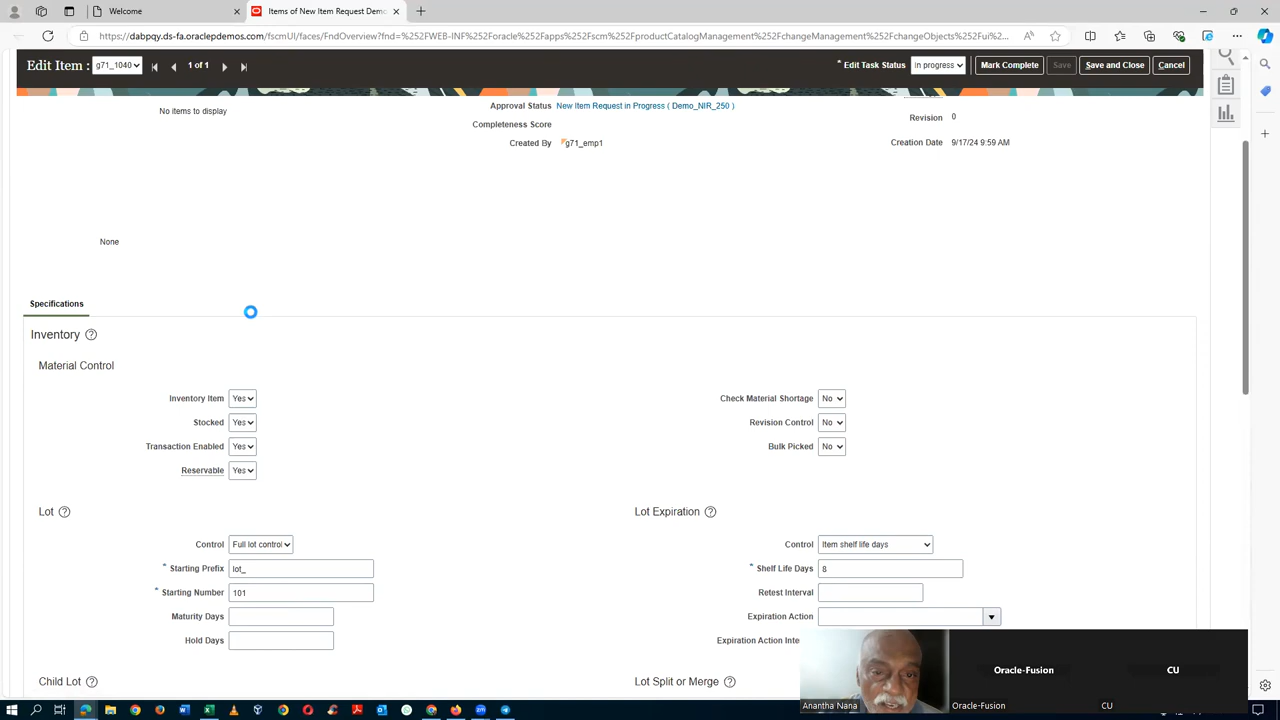 Welcome
Items of New Item Request Demo
https://dabpqy.ds-fa.oraclepdemos.com/fscmUI/faces/FndOverview?fnd=%252FWEB-INF%252Foracle%252Fapps%252Fscm%252FproductCatalogManagement%252FchangeManagement%252FchangeObjects%252Fui%...
Edit Item : g71_1040 1 of 1 * Edit Task Status in progress Mark Complete Save Save and Close Cancel
No items to display
Approval Status New Item Request in Progress ( Demo_NIR_250 )
Revision 0
Completeness Score
Created By g71_emp1
Creation Date 9/17/24 9:59 AM
None
Specifications
Inventory
Material Control
Inventory Item Yes
Check Material Shortage No
Stocked Yes
Revision Control No
Transaction Enabled Yes
Bulk Picked No
Reservable Yes
Lot
Lot Expiration
Control Full lot control
Control Item shelf life days
* Starting Prefix lot_
* Shelf Life Days 8
* Starting Number 101
Retest Interval
Maturity Days
Expiration Action
Hold Days
Expiration Action Inte
Child Lot
Lot Split or Merge
Oracle-Fusion
CU
Anantha Nana
Oracle-Fusion
CU